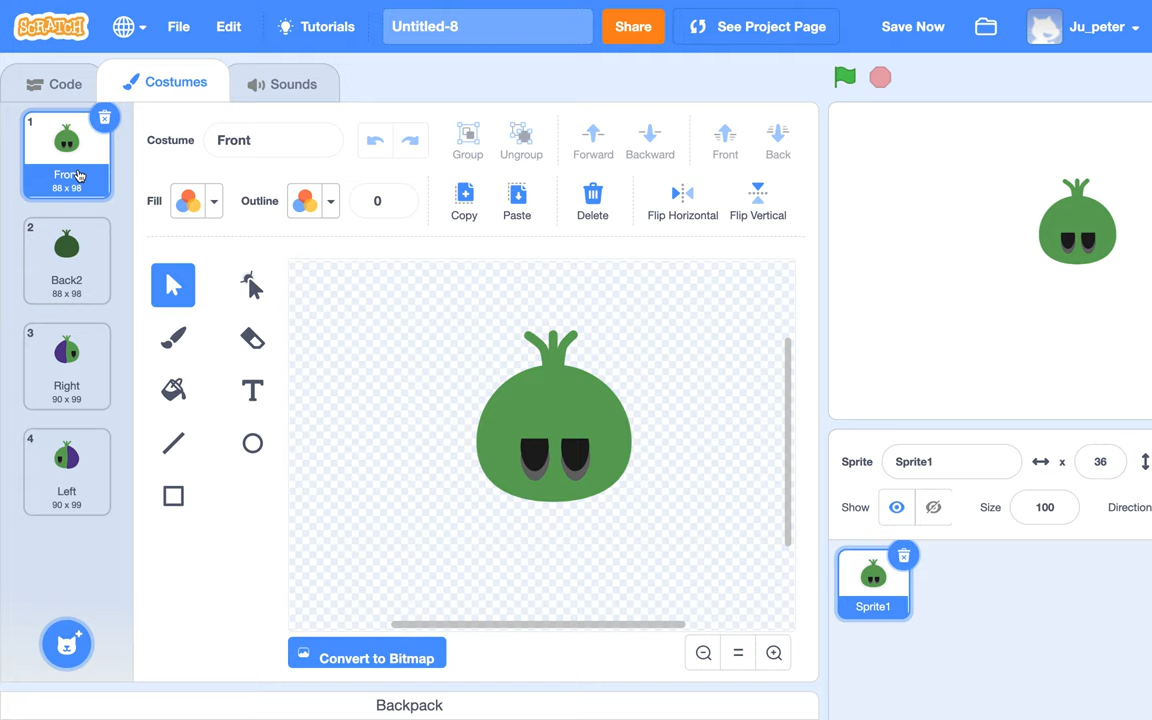 SCRATCH File Edit Tutorials Untitled-8 Share See Project Page Save Now Ju_peter
Code Costumes Sounds
1
Front
88 x 98
2
Back2
88 x 98
3
Right
90 x 99
4
Left
90 x 99
Costume Front Group Ungroup Forward Backward Front Back
Fill Outline 0 Copy Paste Delete Flip Horizontal Flip Vertical
Convert to Bitmap
Backpack
Sprite Sprite1 x 36
Show Size 100 Direction
Sprite1